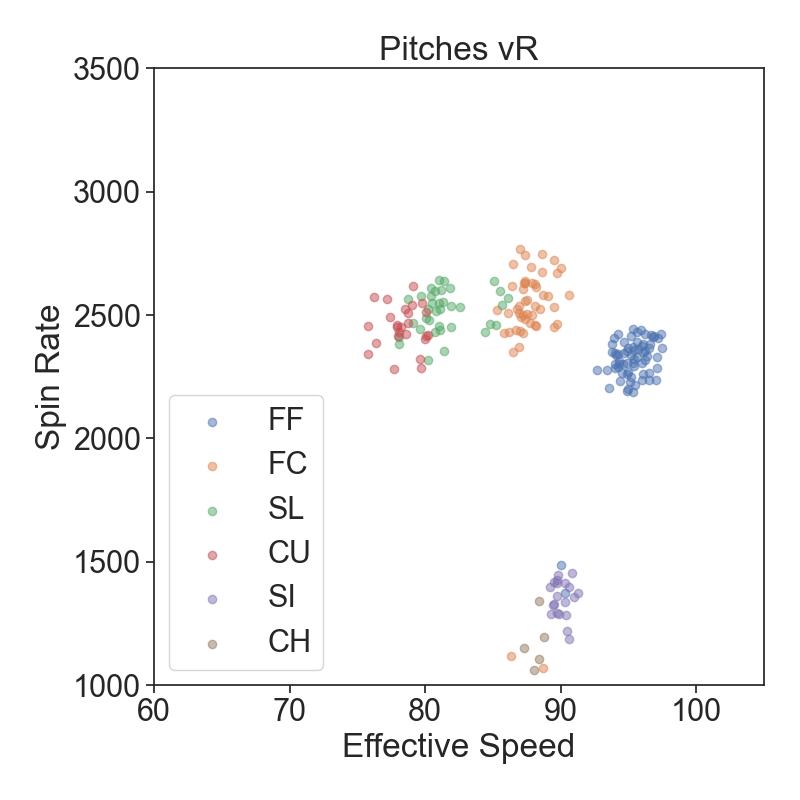 Pitches vR
3500
3000
2500
2000
1500
1000
Spin Rate
FF
FC
SL
CU
SI
CH
60 70 80 90 100
Effective Speed